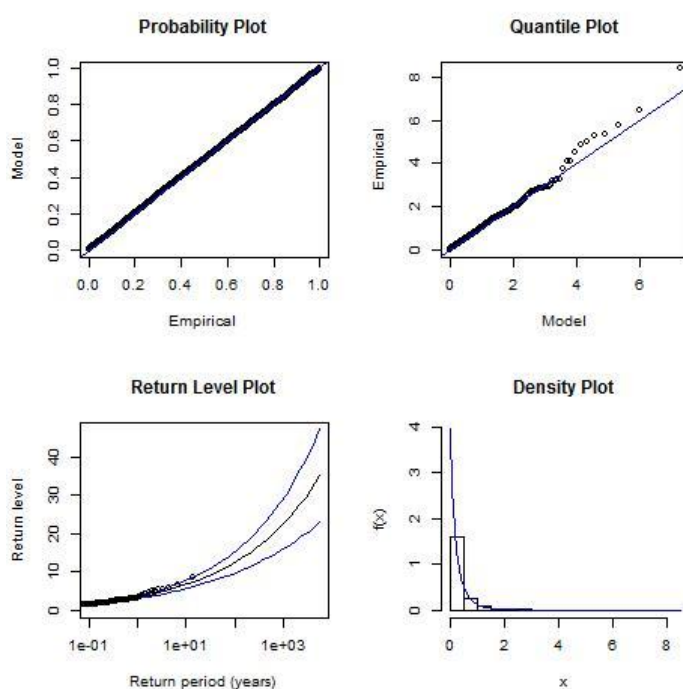 Probability Plot
Model
0.0 0.2 0.4 0.6 0.8 1.0
0.0 0.2 0.4 0.6 0.8 1.0
Empirical
Quantile Plot
Empirical
0 2 4 6 8
0 2 4 6
Model
Return Level Plot
Return level
0 10 20 30 40
1e-01 1e+01 1e+03
Return period (years)
Density Plot
f(x)
0 1 2 3 4
0 2 4 6 8
x